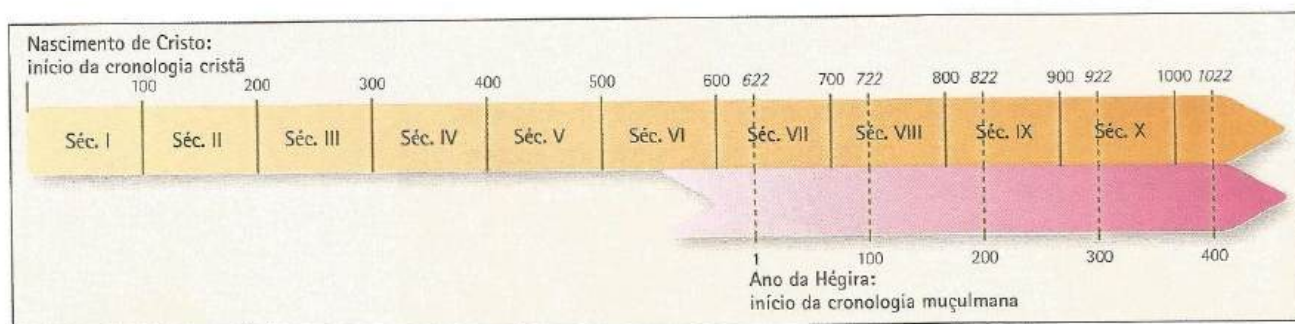 Nascimento de Cristo:
início da cronologia cristã
100 200 300 400 500 600 622 700 722 800 822 900 922 1000 1022
Séc. I Séc. II Séc. III Séc. IV Séc. V Séc. VI Séc. VII Séc. VIII Séc. IX Séc. X
1 100 200 300 400
Ano da Hégira:
início da cronologia muçulmana